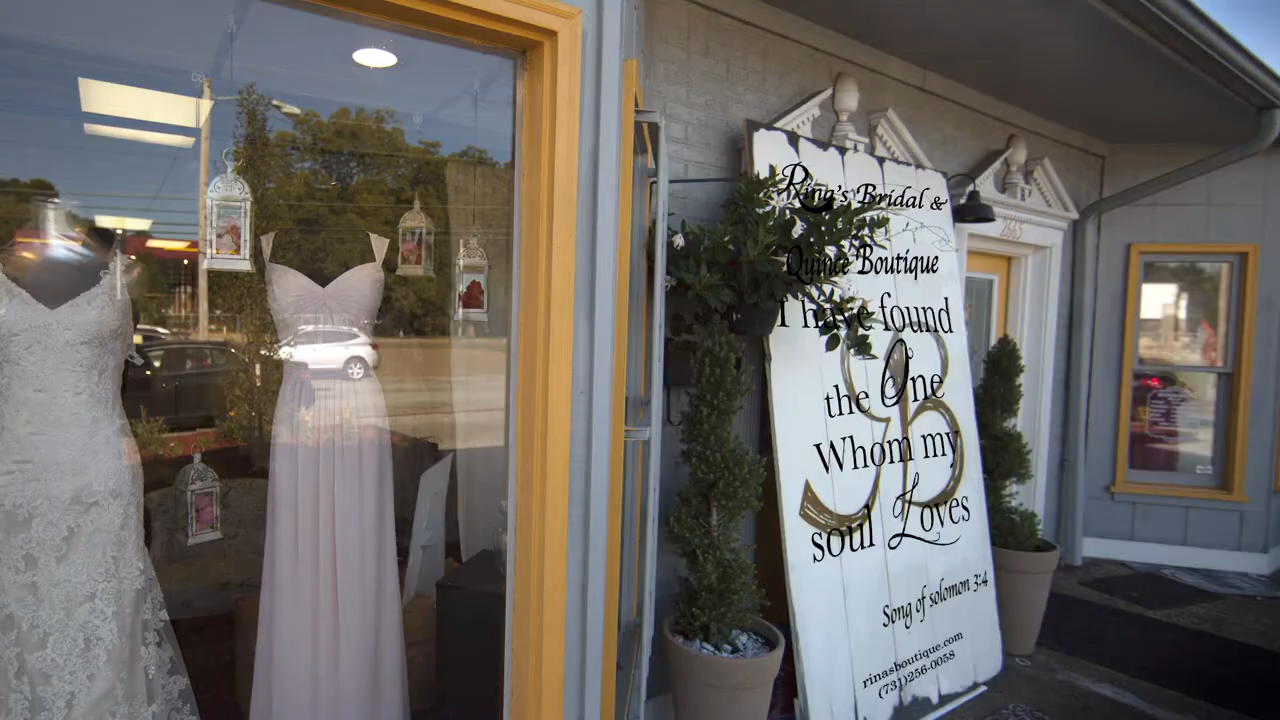 Rina's Bridal &
Quince Boutique
I have found
the One
Whom my
soul Loves
Song of solomon 3:4
rinasboutique.com
(731)256-0058